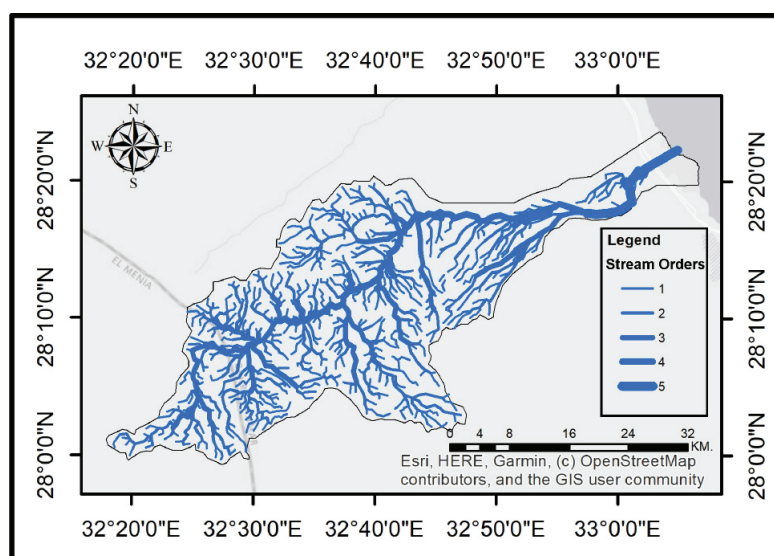 32°20'0"E 32°30'0"E 32°40'0"E 32°50'0"E 33°0'0"E
N
W E
S
28°20'0"N 28°20'0"N
EL MENIA
Legend
Stream Orders
1
2
3
4
5
28°10'0"N 28°10'0"N
28°0'0"N 28°0'0"N
0 4 8 16 24 32
KM.
Esri, HERE, Garmin, (c) OpenStreetMap
contributors, and the GIS user community
32°20'0"E 32°30'0"E 32°40'0"E 32°50'0"E 33°0'0"E